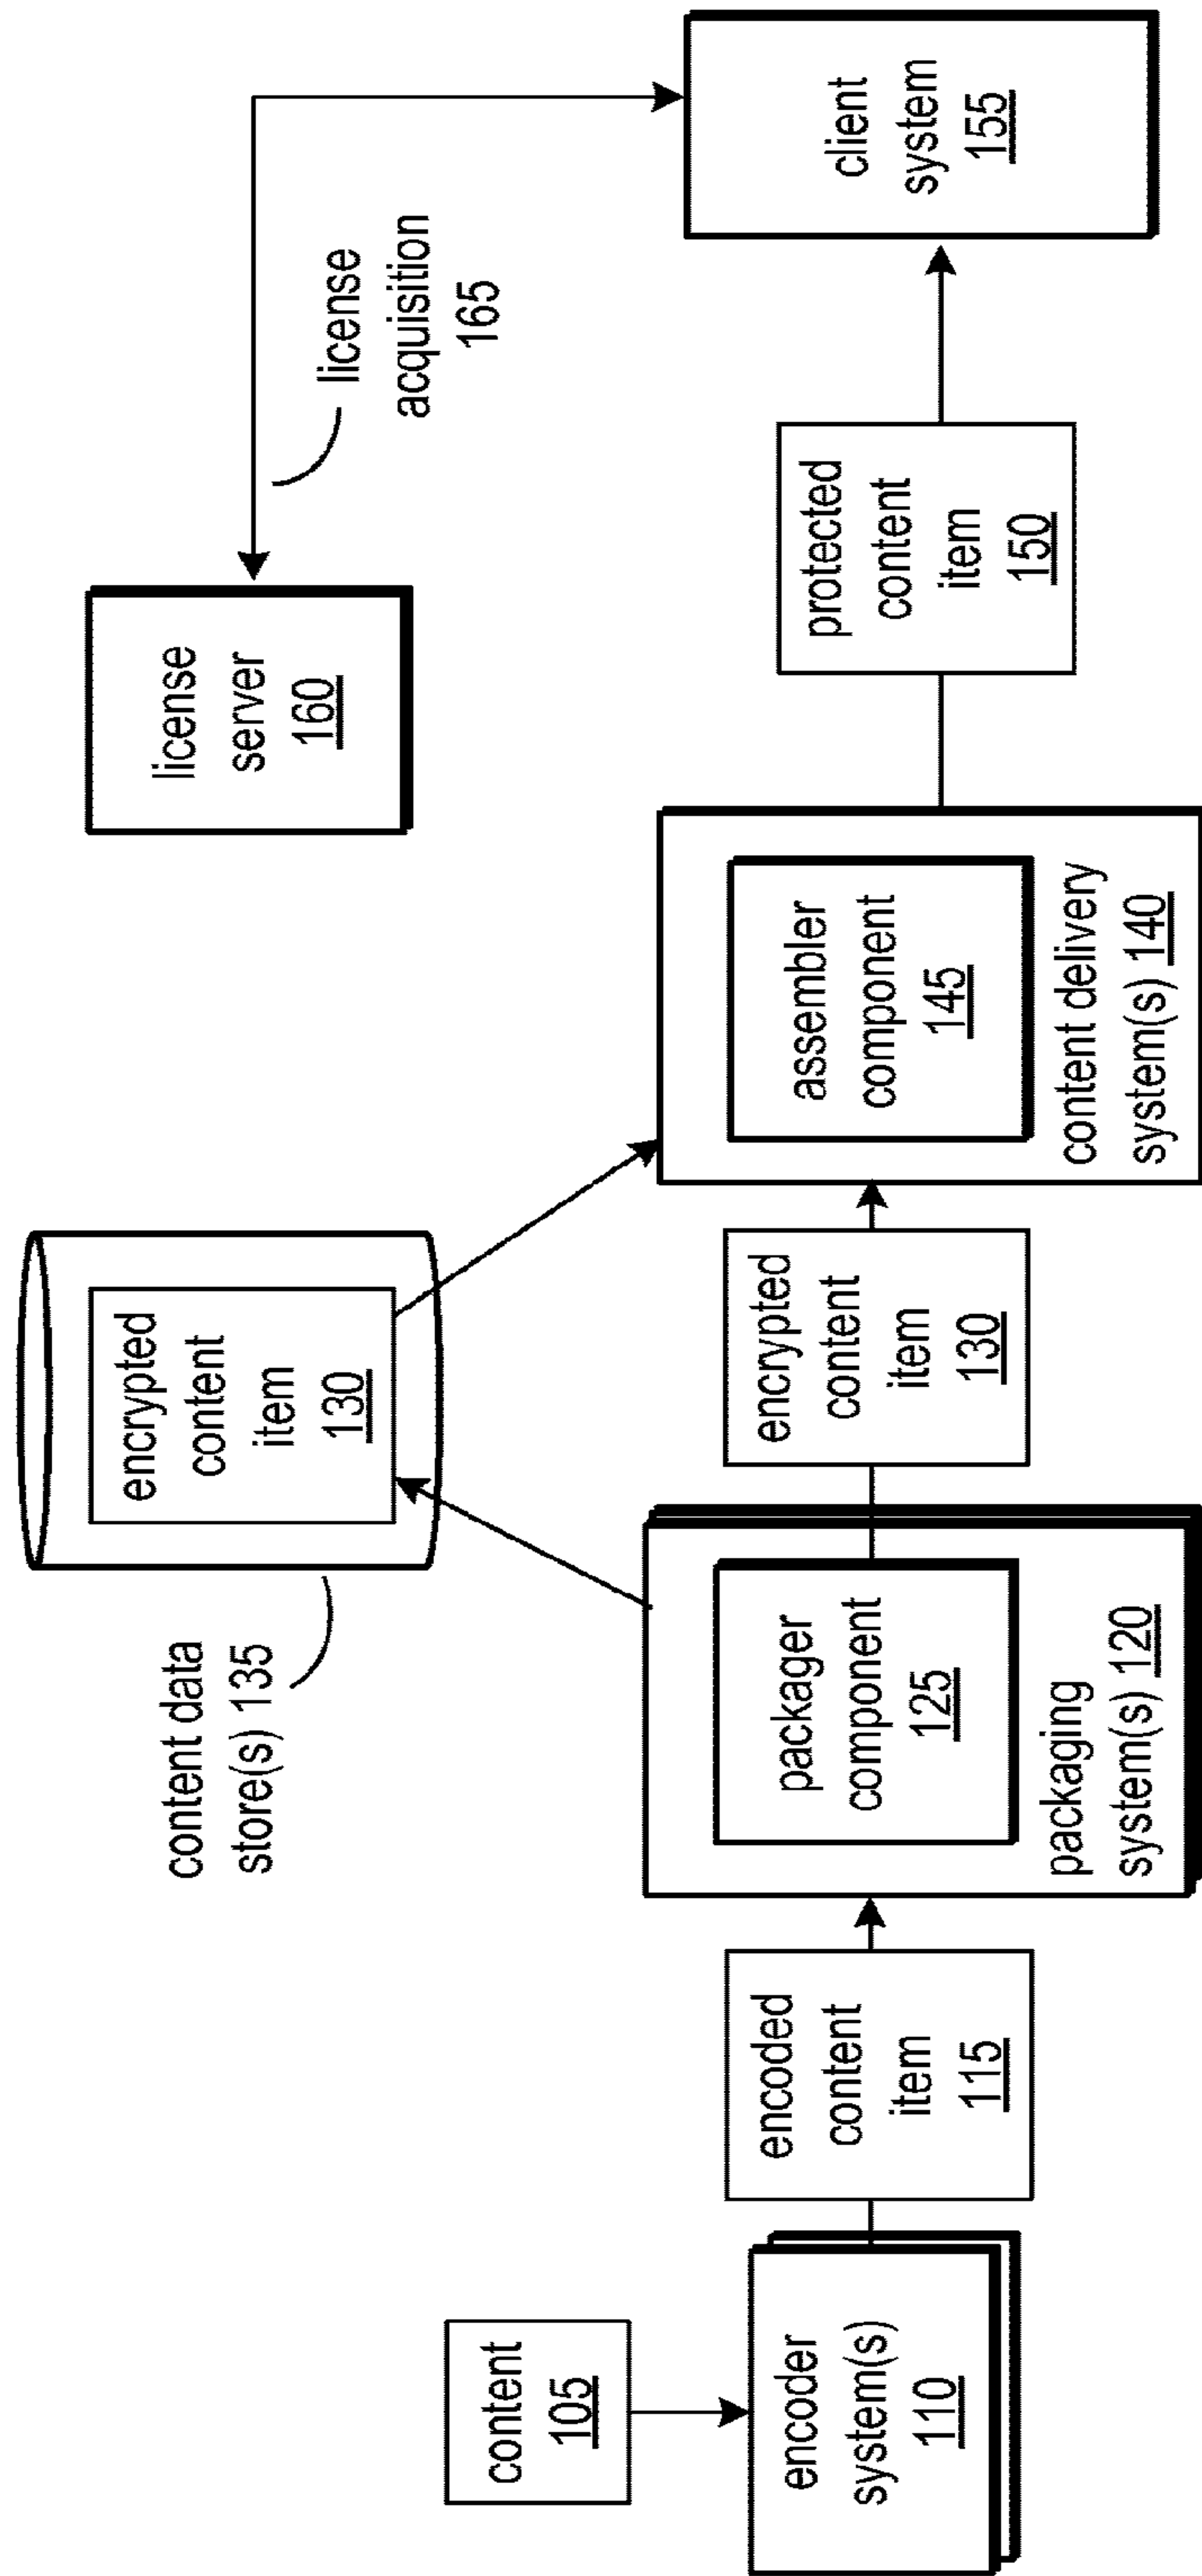 content
105
encoder
system(s)
110
encoded
content
item
115
packager
component
125
packaging
system(s) 120
content data
store(s) 135
encrypted
content
item
130
encrypted
content
item
130
assembler
component
145
content delivery
system(s) 140
protected
content
item
150
license
server
160
license
acquisition
165
client
system
155